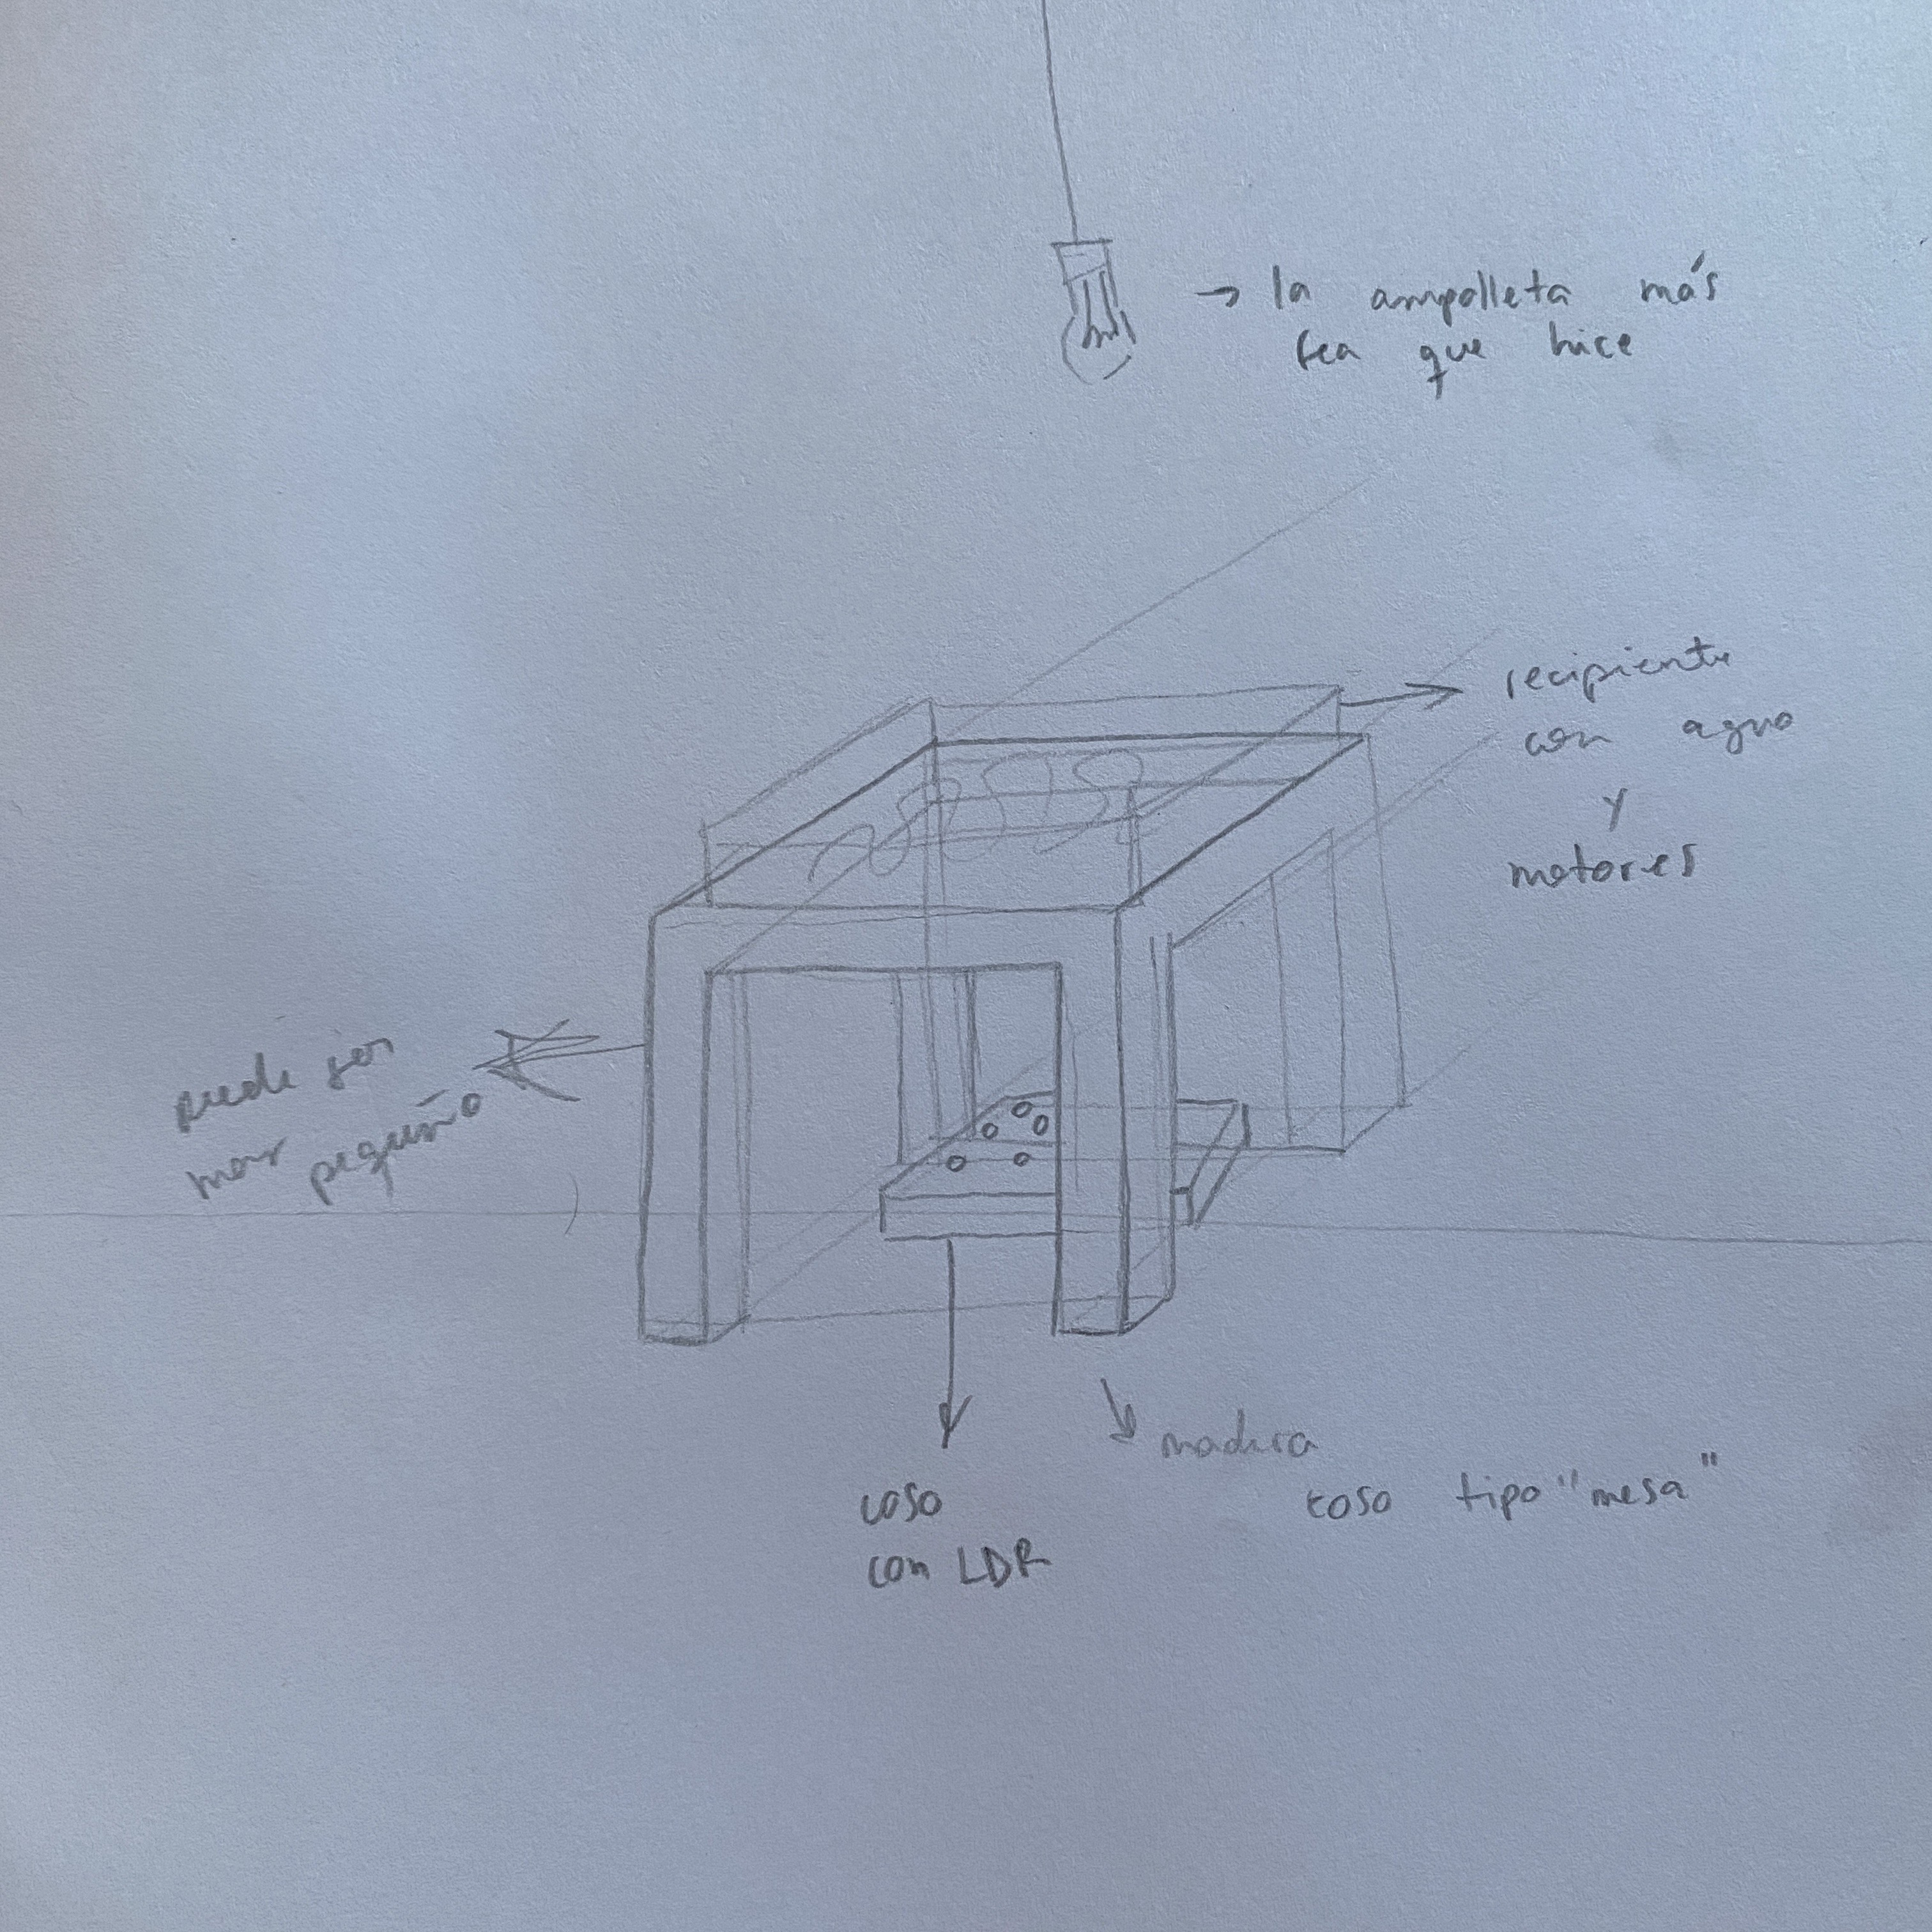 → la ampolleta más
fea que hice
recipiente
con agua
y
motores
puede ser
mas pequeño
coso
con LDR
madera
coso tipo "mesa"